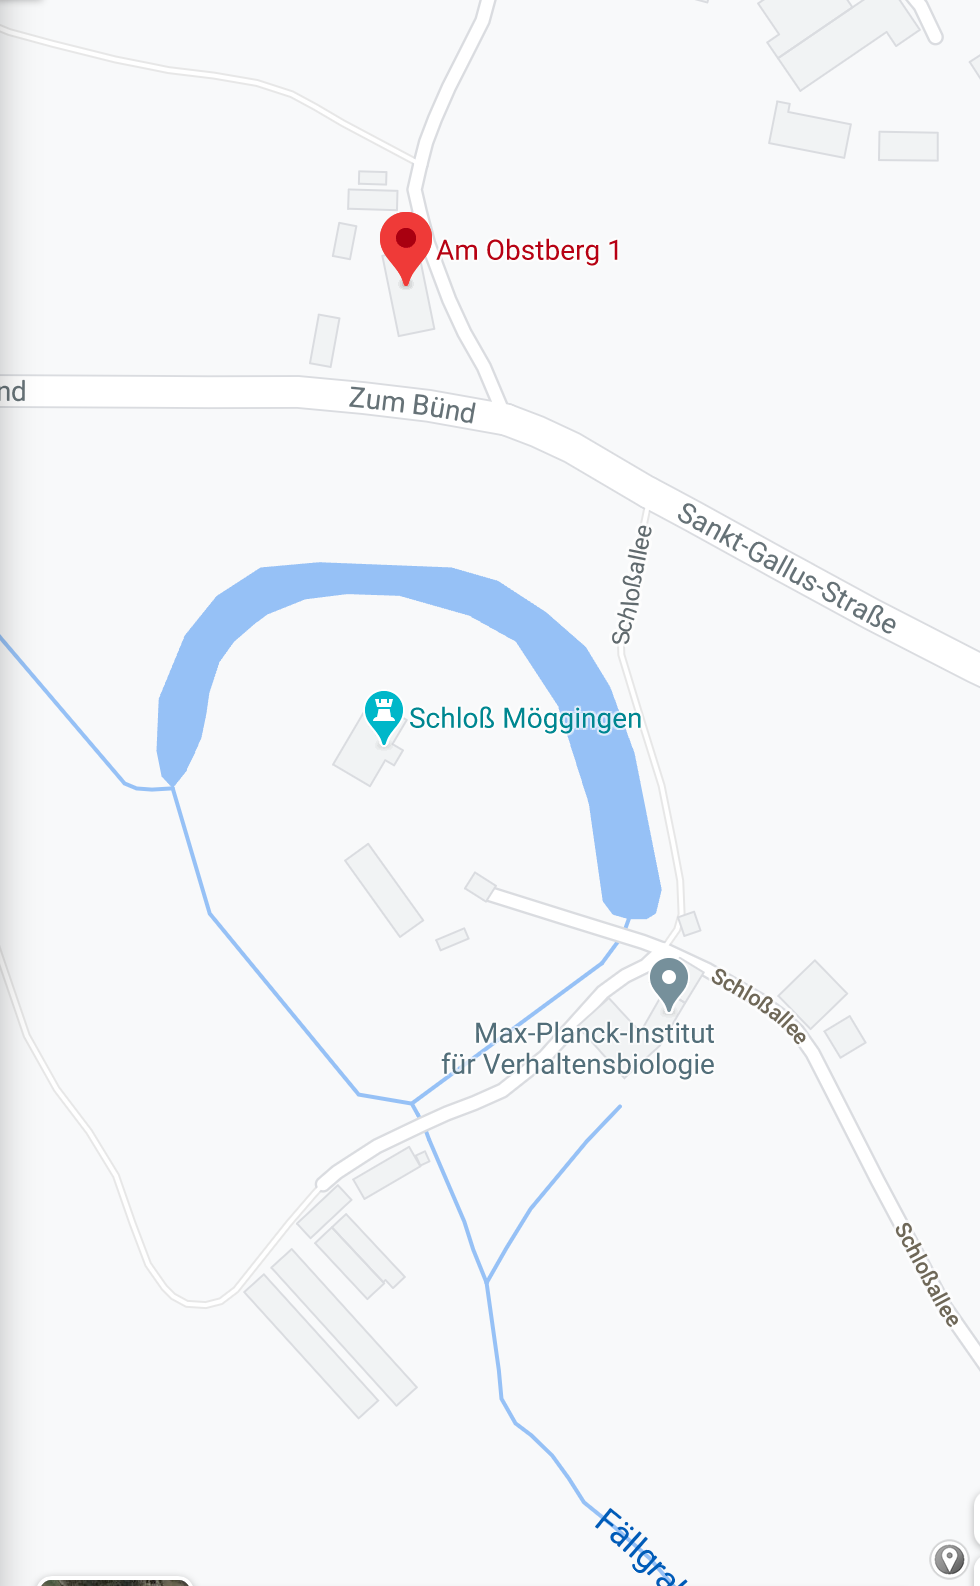 Am Obstberg 1
nd
Zum Bünd
Sankt-Gallus-Straße
Schloßallee
Schloß Möggingen
Schloßallee
Max-Planck-Institut
für Verhaltensbiologie
Schloßallee
Fällgra